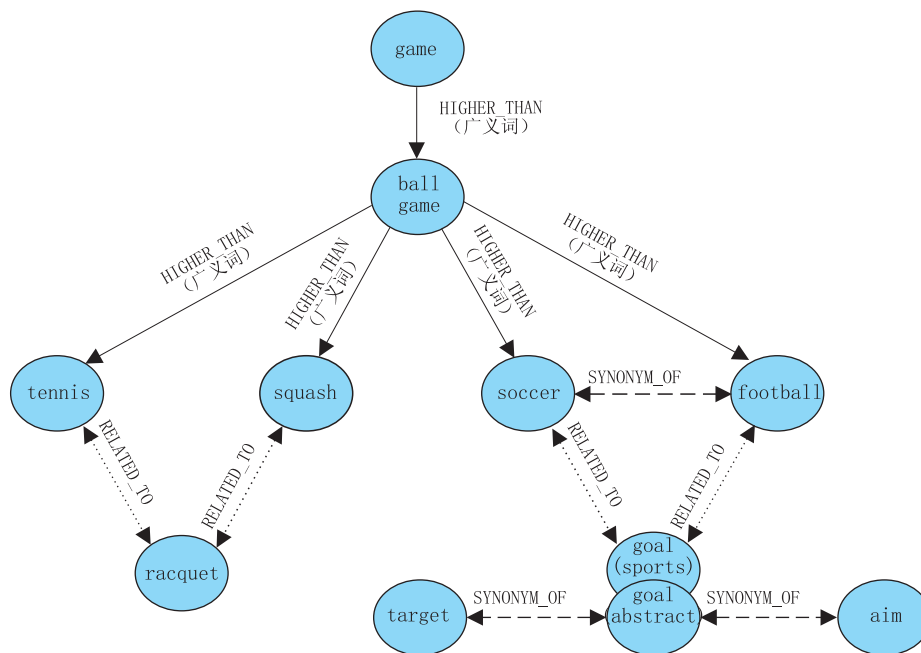 game
HIGHER_THAN
(广义词)
ball
game
HIGHER_THAN
(广义词)
HIGHER_THAN
(广义词)
HIGHER_THAN
(广义词)
HIGHER_THAN
(广义词)
tennis
squash
soccer
SYNONYM_OF
football
RELATED_TO
RELATED_TO
RELATED_TO
RELATED_TO
racquet
goal
(sports)
target
SYNONYM_OF
goal
abstract)
SYNONYM_OF
aim